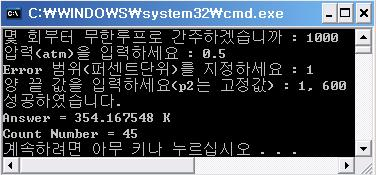 C:₩WINDOWS₩system32₩cmd.exe
몇 회부터 무한루프로 간주하겠습니까 : 1000
압력(atm)을 입력하세요 : 0.5
Error 범위(퍼센트단위)를 지정하세요 : 1
양 끝 값을 입력하세요(p2는 고정값) : 1, 600
성공하였습니다.
Answer = 354.167548 K
Count Number = 45
계속하려면 아무 키나 누르십시오 . . .